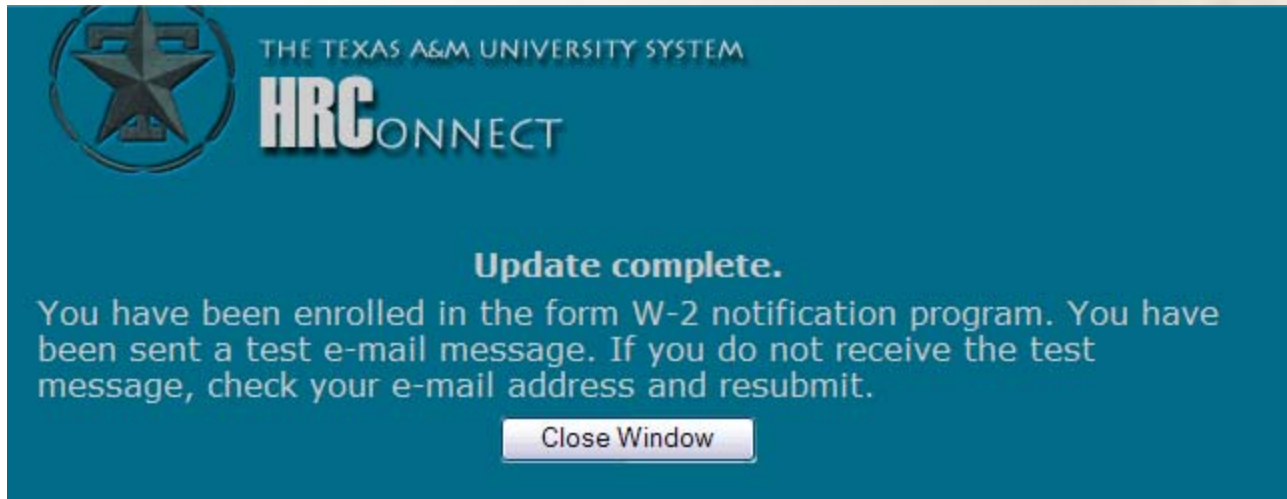 THE TEXAS A&M UNIVERSITY SYSTEM
HRCONNECT
Update complete.
You have been enrolled in the form W-2 notification program. You have
been sent a test e-mail message. If you do not receive the test
message, check your e-mail address and resubmit.
Close Window